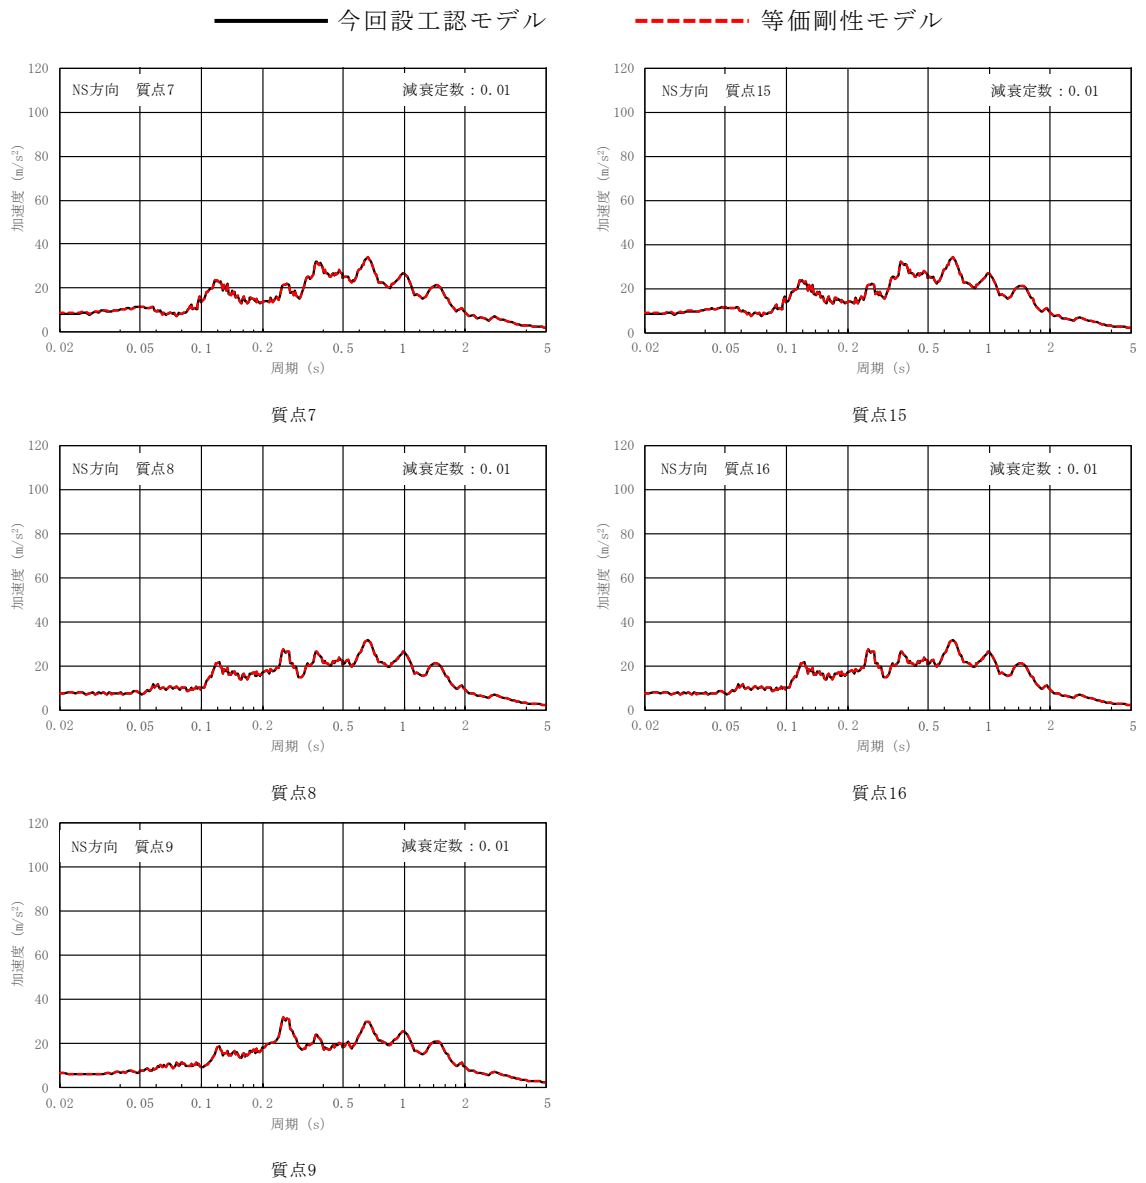 今回設工認モデル
等価剛性モデル
NS方向 質点7 減衰定数:0.01
加速度 (m/s²)
120
100
80
60
40
20
0
0.02 0.05 0.1 0.2 0.5 1 2 5
周期 (s)
質点7
NS方向 質点15 減衰定数:0.01
加速度 (m/s²)
120
100
80
60
40
20
0
0.02 0.05 0.1 0.2 0.5 1 2 5
周期 (s)
質点15
NS方向 質点8 減衰定数:0.01
加速度 (m/s²)
120
100
80
60
40
20
0
0.02 0.05 0.1 0.2 0.5 1 2 5
周期 (s)
質点8
NS方向 質点16 減衰定数:0.01
加速度 (m/s²)
120
100
80
60
40
20
0
0.02 0.05 0.1 0.2 0.5 1 2 5
周期 (s)
質点16
NS方向 質点9 減衰定数:0.01
加速度 (m/s²)
120
100
80
60
40
20
0
0.02 0.05 0.1 0.2 0.5 1 2 5
周期 (s)
質点9